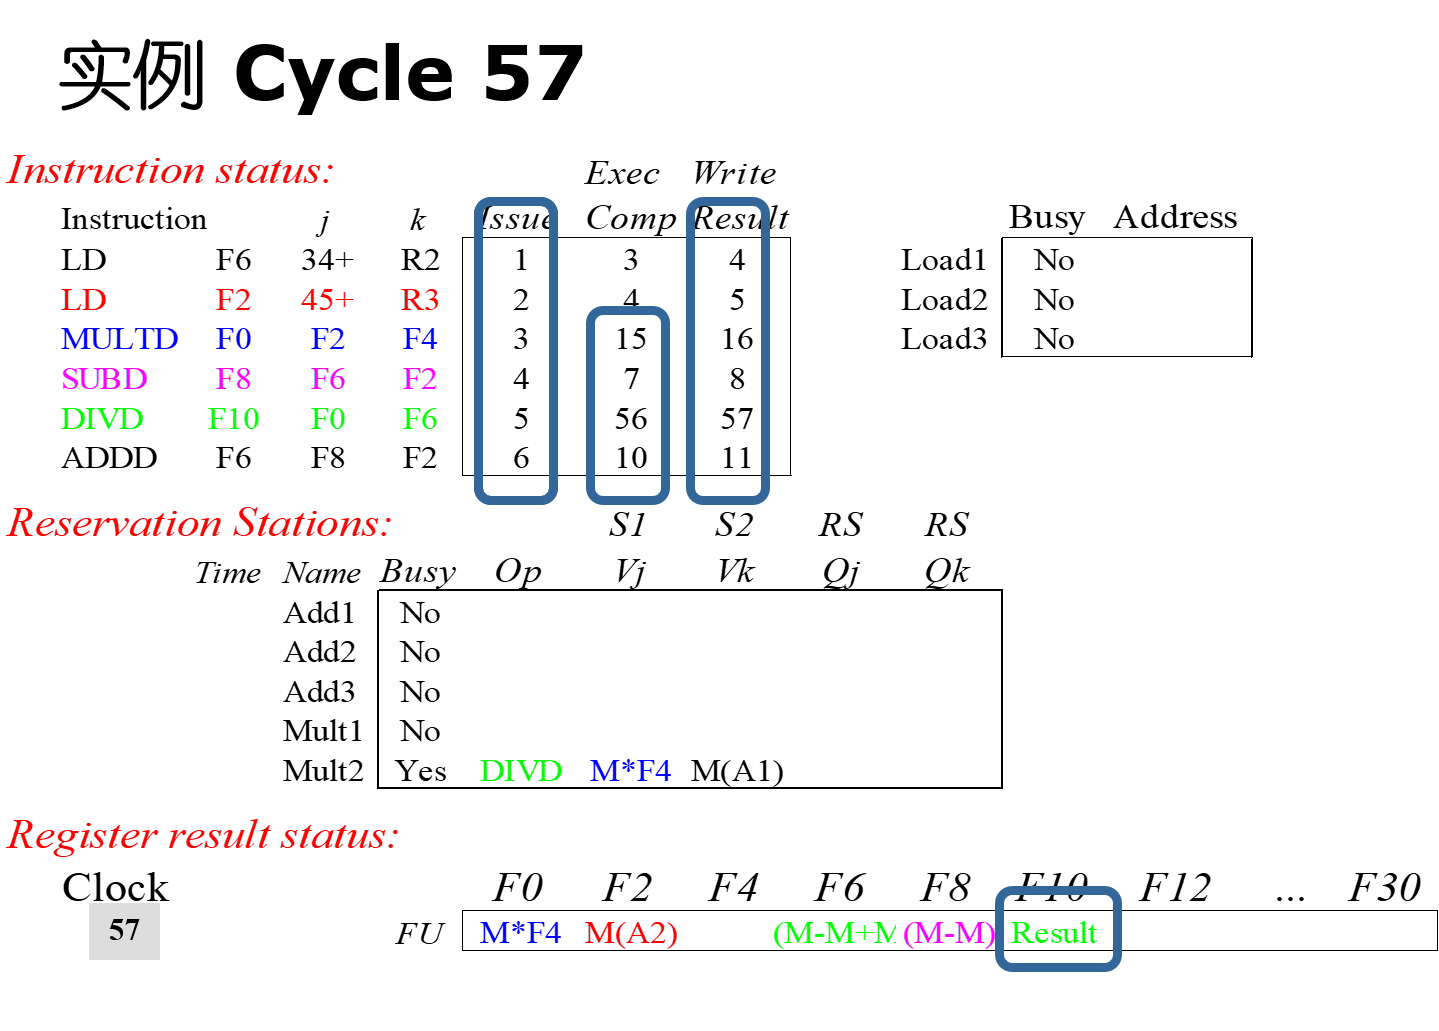 实例 Cycle 57
Instruction status: Exec Write
Instruction j k Issue Comp Result Busy Address
LD F6 34+ R2 1 3 4 Load1 No
LD F2 45+ R3 2 4 5 Load2 No
MULTD F0 F2 F4 3 15 16 Load3 No
SUBD F8 F6 F2 4 7 8
DIVD F10 F0 F6 5 56 57
ADDD F6 F8 F2 6 10 11
Reservation Stations: S1 S2 RS RS
Time Name Busy Op Vj Vk Qj Qk
Add1 No
Add2 No
Add3 No
Mult1 No
Mult2 Yes DIVD M*F4 M(A1)
Register result status:
Clock F0 F2 F4 F6 F8 F10 F12 ... F30
57 FU M*F4 M(A2) (M-M+M (M-M) Result